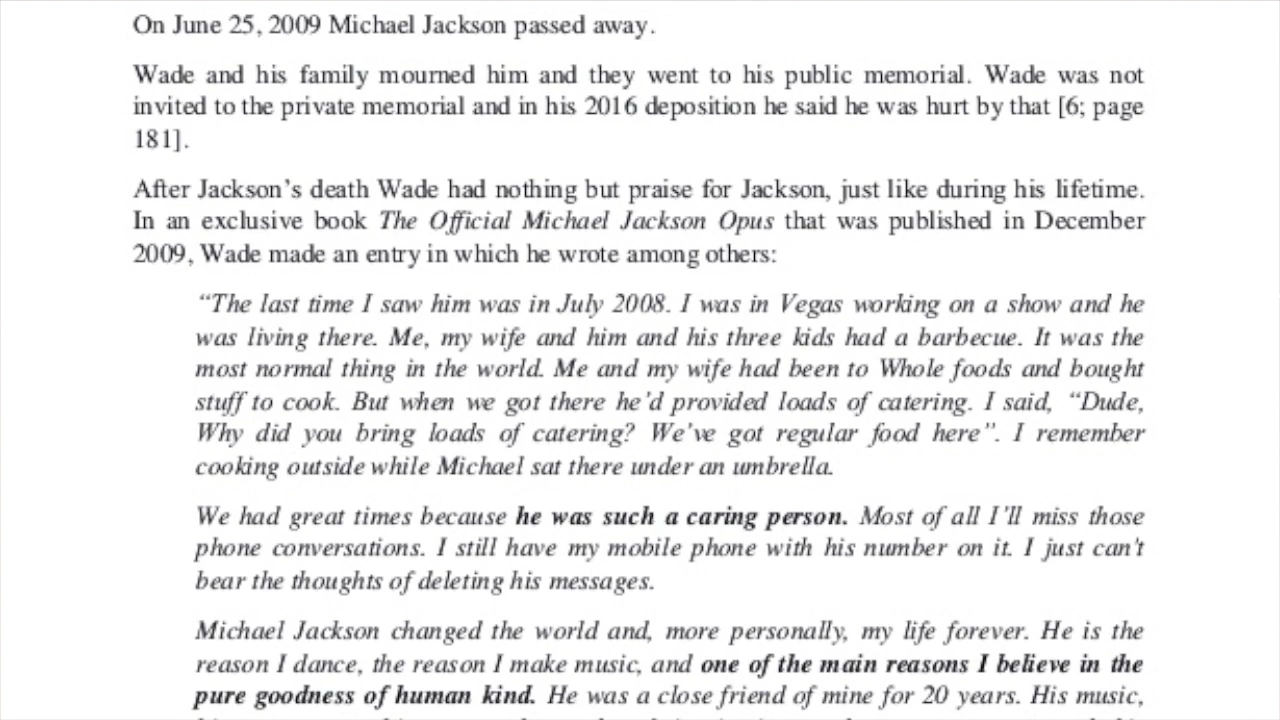 On June 25, 2009 Michael Jackson passed away.
Wade and his family mourned him and they went to his public memorial. Wade was not
invited to the private memorial and in his 2016 deposition he said he was hurt by that [6; page
181].
After Jackson’s death Wade had nothing but praise for Jackson, just like during his lifetime.
In an exclusive book The Official Michael Jackson Opus that was published in December
2009, Wade made an entry in which he wrote among others:
“The last time I saw him was in July 2008. I was in Vegas working on a show and he
was living there. Me, my wife and him and his three kids had a barbecue. It was the
most normal thing in the world. Me and my wife had been to Whole foods and bought
stuff to cook. But when we got there he’d provided loads of catering. I said, “Dude,
Why did you bring loads of catering? We’ve got regular food here”. I remember
cooking outside while Michael sat there under an umbrella.
We had great times because he was such a caring person. Most of all I’ll miss those
phone conversations. I still have my mobile phone with his number on it. I just can't
bear the thoughts of deleting his messages.
Michael Jackson changed the world and, more personally, my life forever. He is the
reason I dance, the reason I make music, and one of the main reasons I believe in the
pure goodness of human kind. He was a close friend of mine for 20 years. His music,